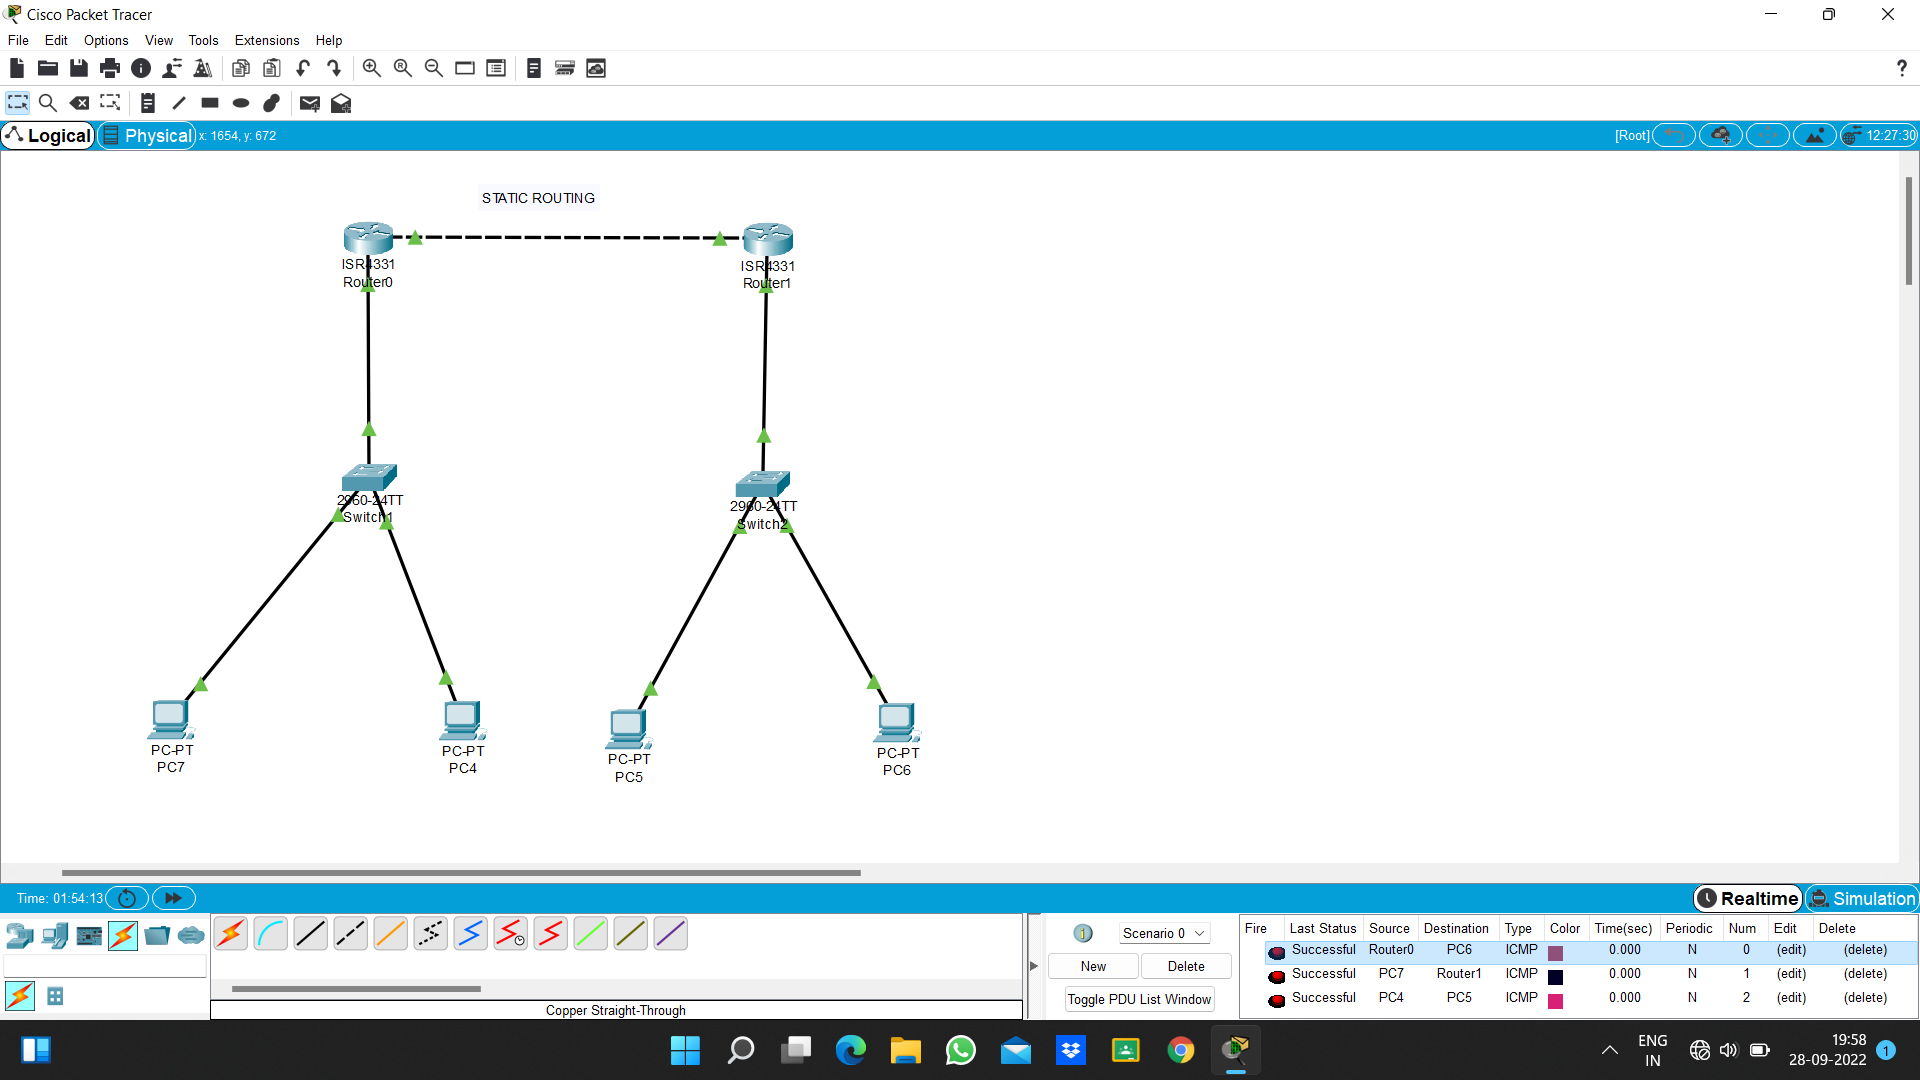 Cisco Packet Tracer
File Edit Options View Tools Extensions Help
?
Logical Physical x: 1654, y: 672 [Root] 12:27:30
STATIC ROUTING
ISR4331
Router0
ISR4331
Router1
2960-24TT
Switch1
2960-24TT
Switch2
PC-PT
PC7
PC-PT
PC4
PC-PT
PC5
PC-PT
PC6
Time: 01:54:13 Realtime Simulation
Scenario 0
New Delete
Toggle PDU List Window
Fire Last Status Source Destination Type Color Time(sec) Periodic Num Edit Delete
Successful Router0 PC6 ICMP 0.000 N 0 (edit) (delete)
Successful PC7 Router1 ICMP 0.000 N 1 (edit) (delete)
Successful PC4 PC5 ICMP 0.000 N 2 (edit) (delete)
Copper Straight-Through
ENG
IN
19:58
28-09-2022
1